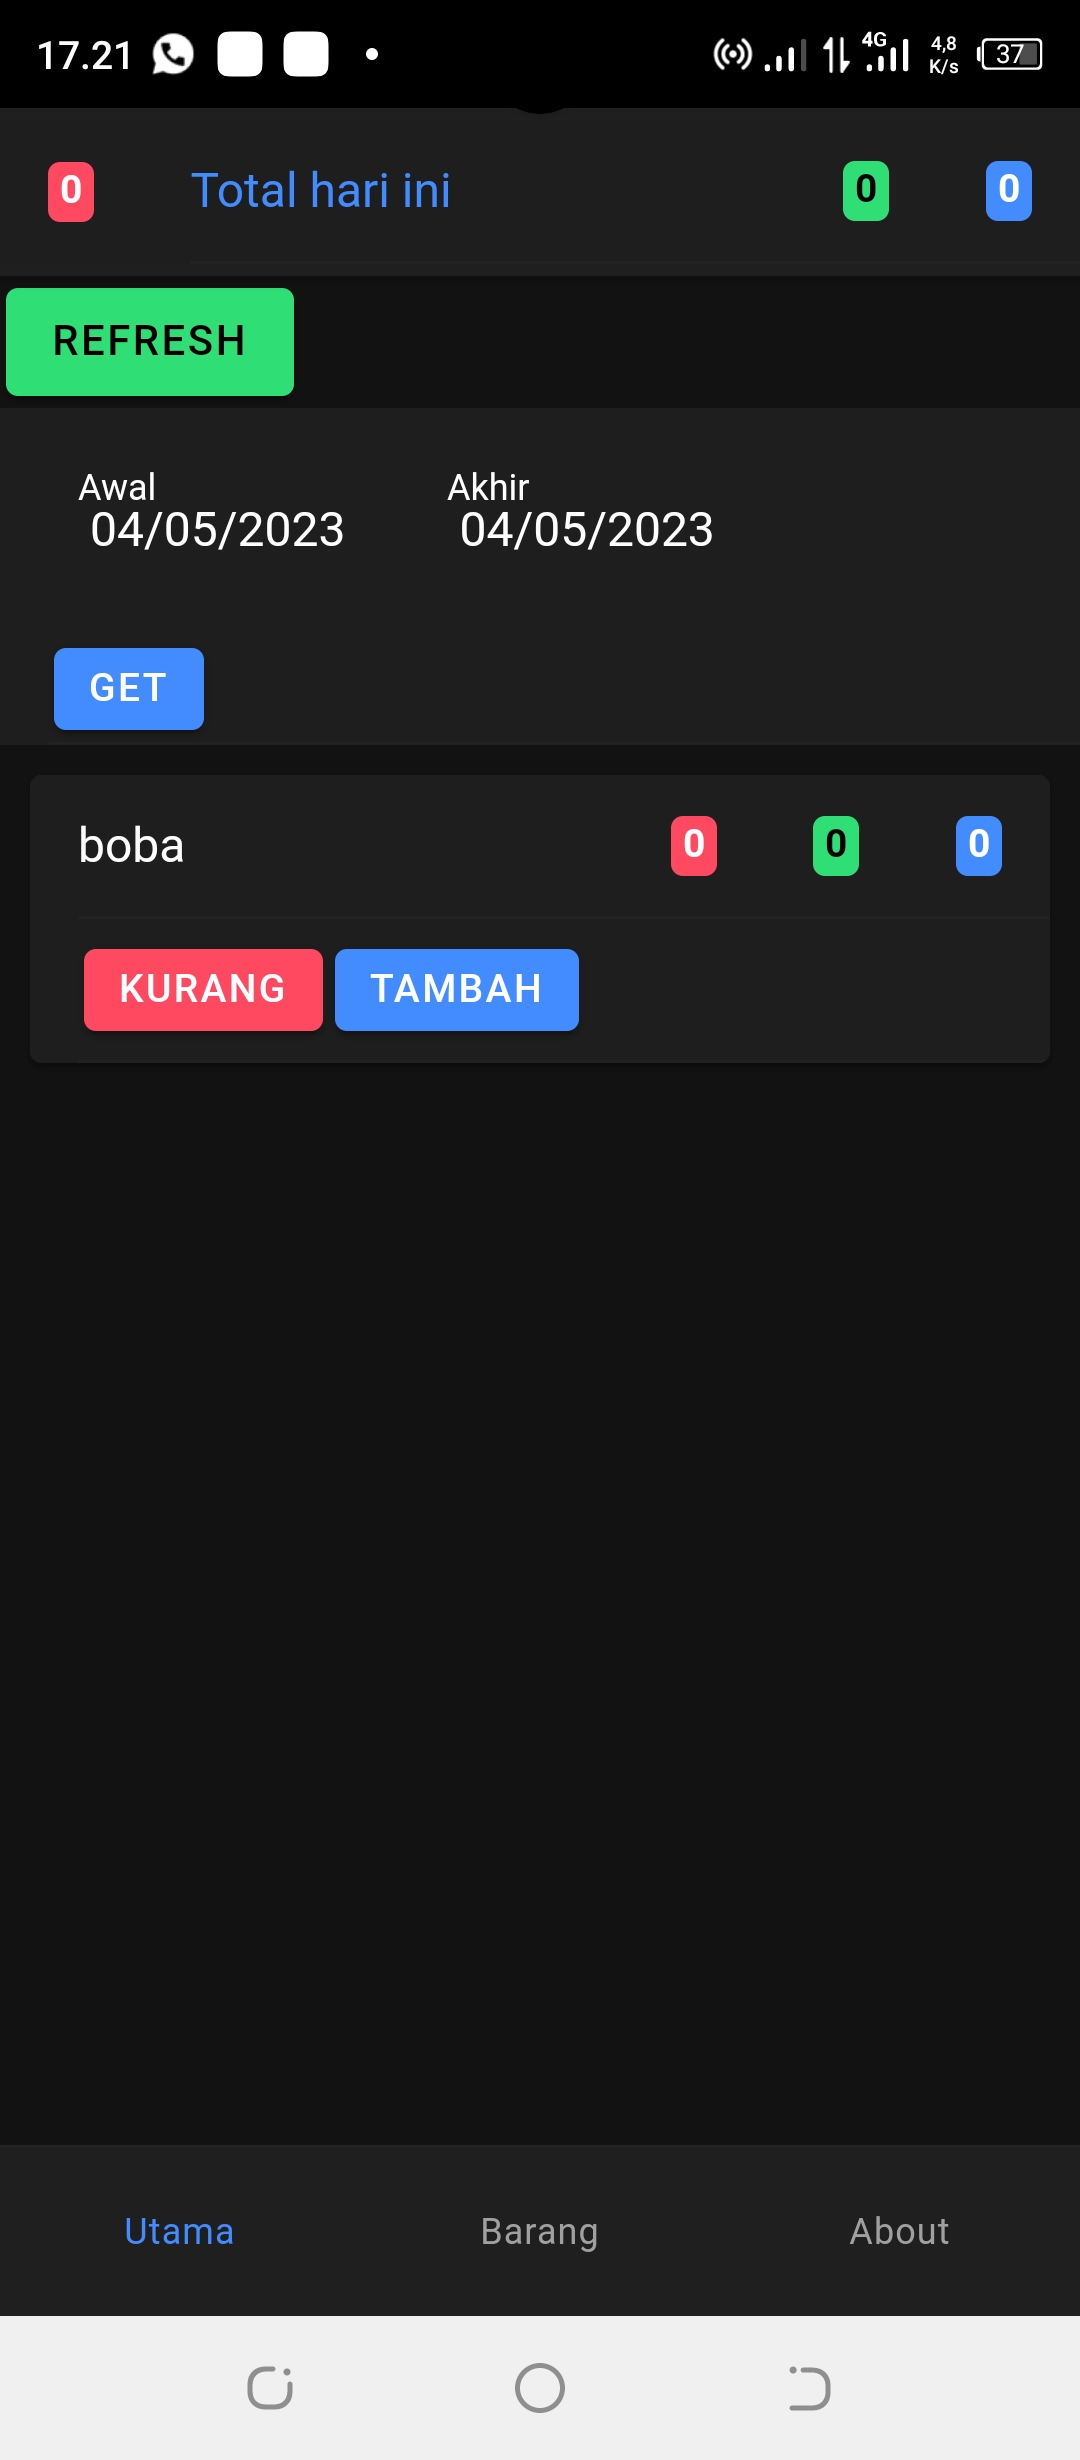 17.21 4G 4,8 K/s 37
0 Total hari ini 0 0
REFRESH
Awal Akhir
04/05/2023 04/05/2023
GET
boba 0 0 0
KURANG TAMBAH
Utama Barang About